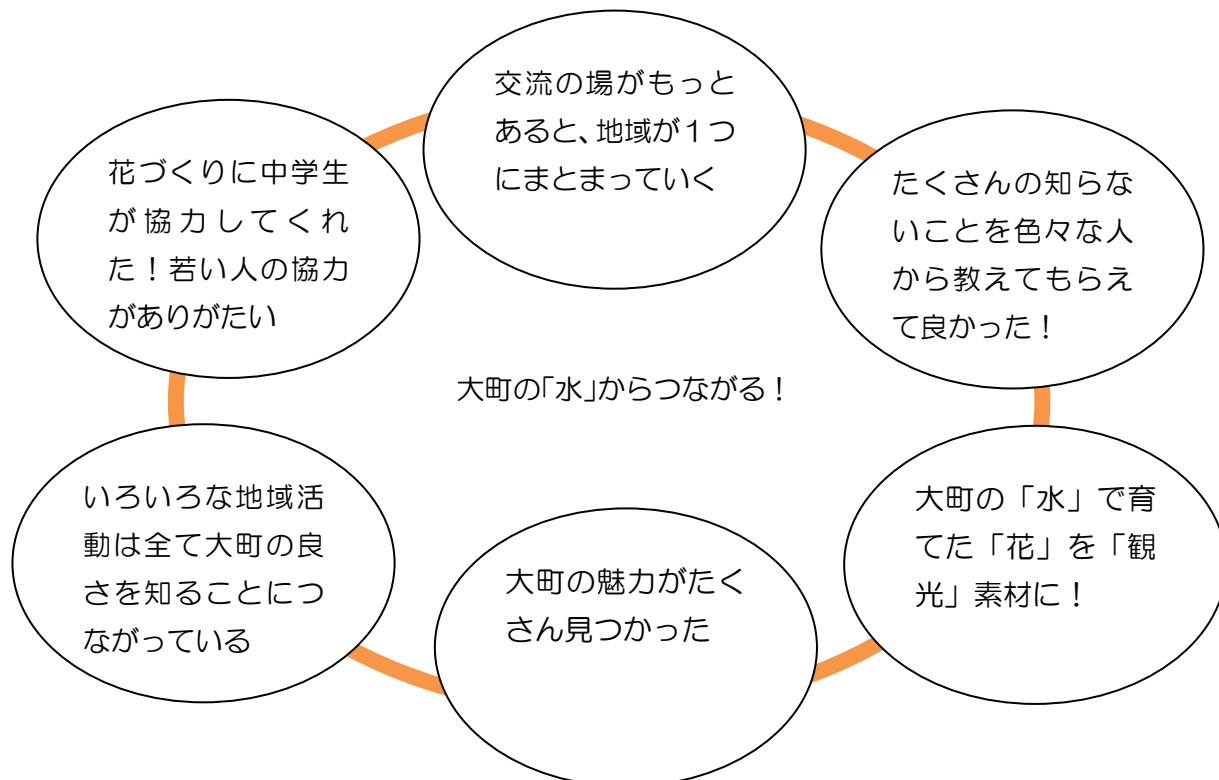 交流の場がもっと
あると、地域が１つ
にまとまっていく
花づくりに中学生
が協力してくれ
た！若い人の協力
がありがたい
たくさんの知らな
いことを色々な人
から教えてもらえ
て良かった！
大町の「水」からつながる！
いろいろな地域活
動は全て大町の良
さを知ることにつ
ながっている
大町の魅力がたく
さん見つかった
大町の「水」で育
てた「花」を「観
光」素材に！